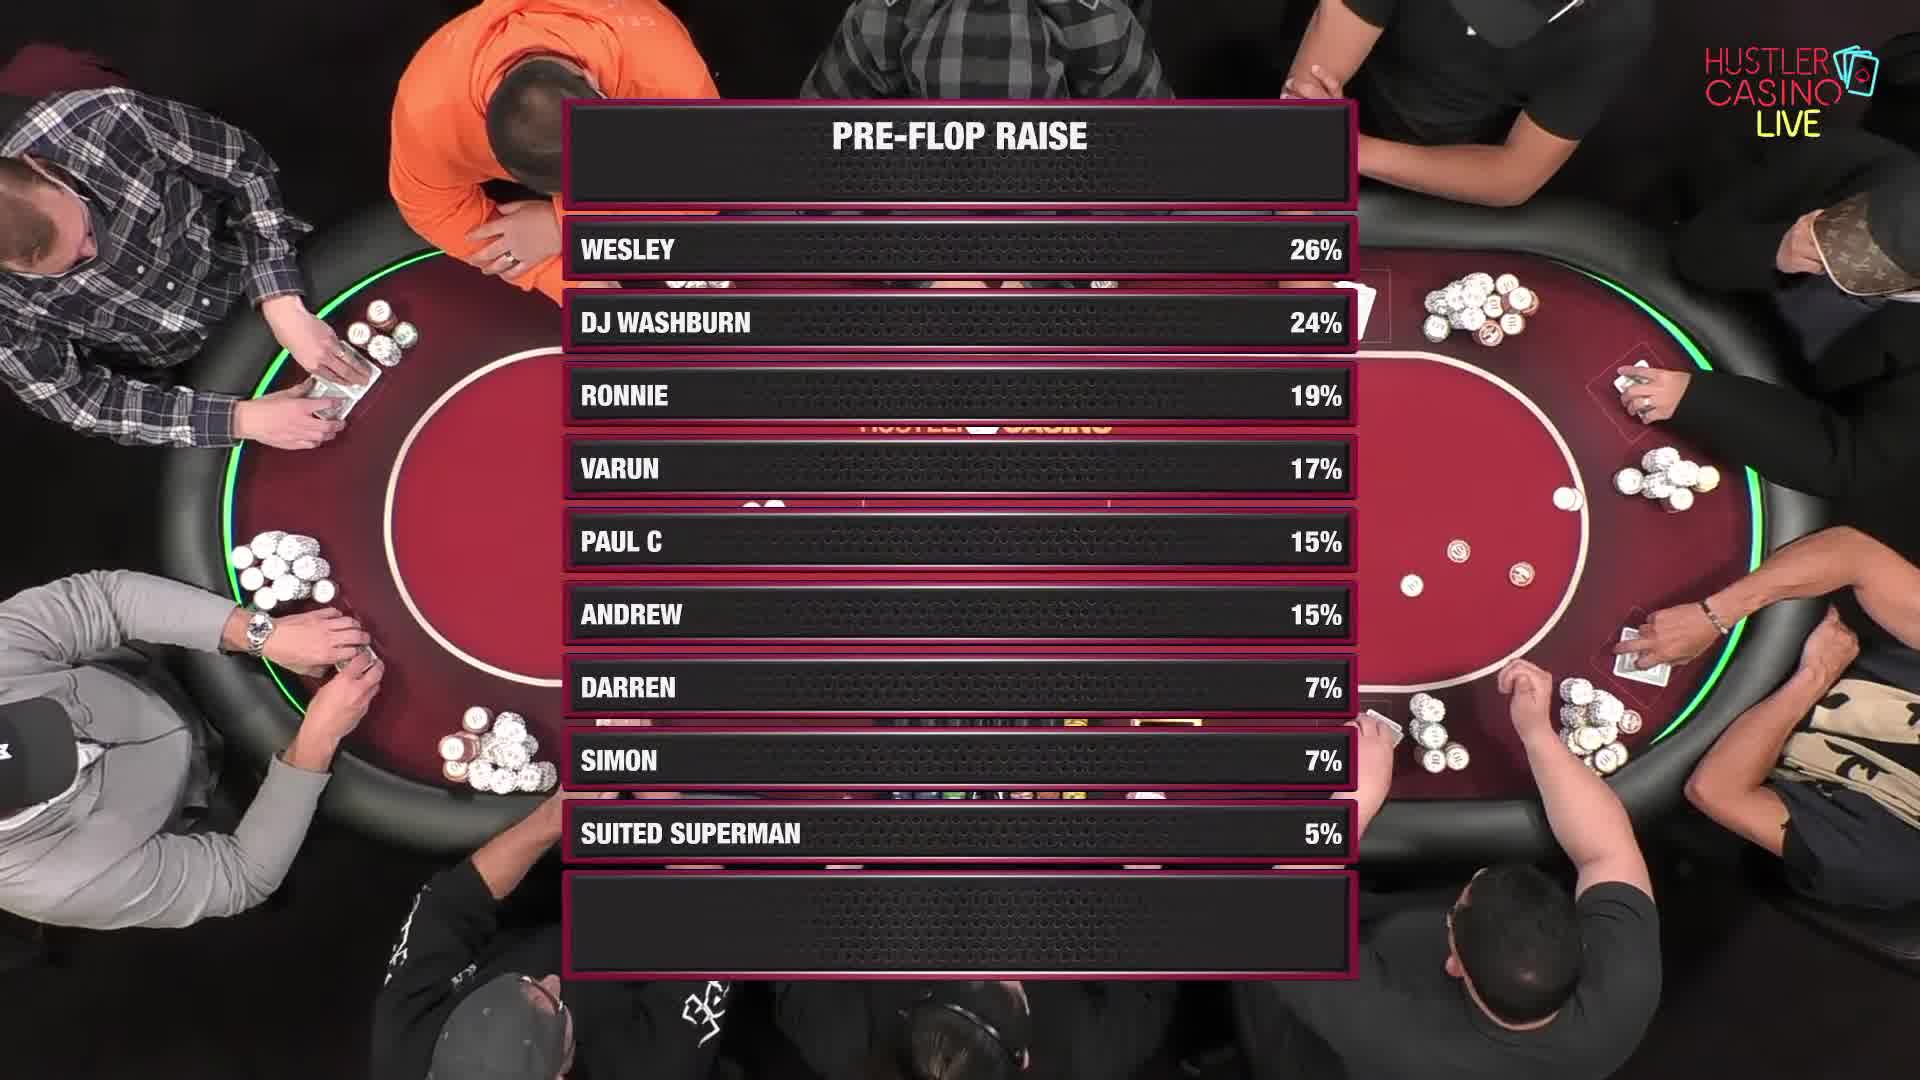 HUSTLER
CASINO
LIVE
PRE-FLOP RAISE
WESLEY 26%
DJ WASHBURN 24%
RONNIE 19%
VARUN 17%
PAUL C 15%
ANDREW 15%
DARREN 7%
SIMON 7%
SUITED SUPERMAN 5%